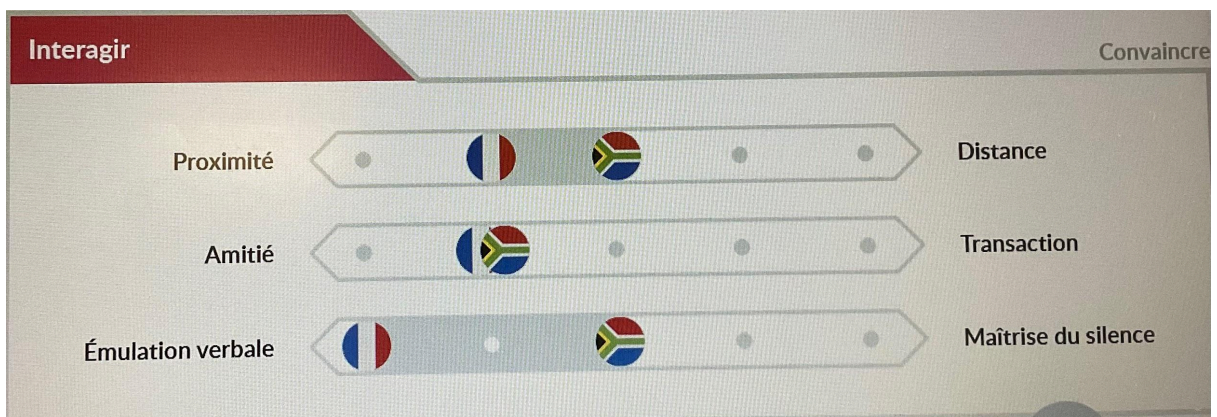 Interagir
Convaincre
Proximité
Distance
Amitié
Transaction
Émulation verbale
Maîtrise du silence